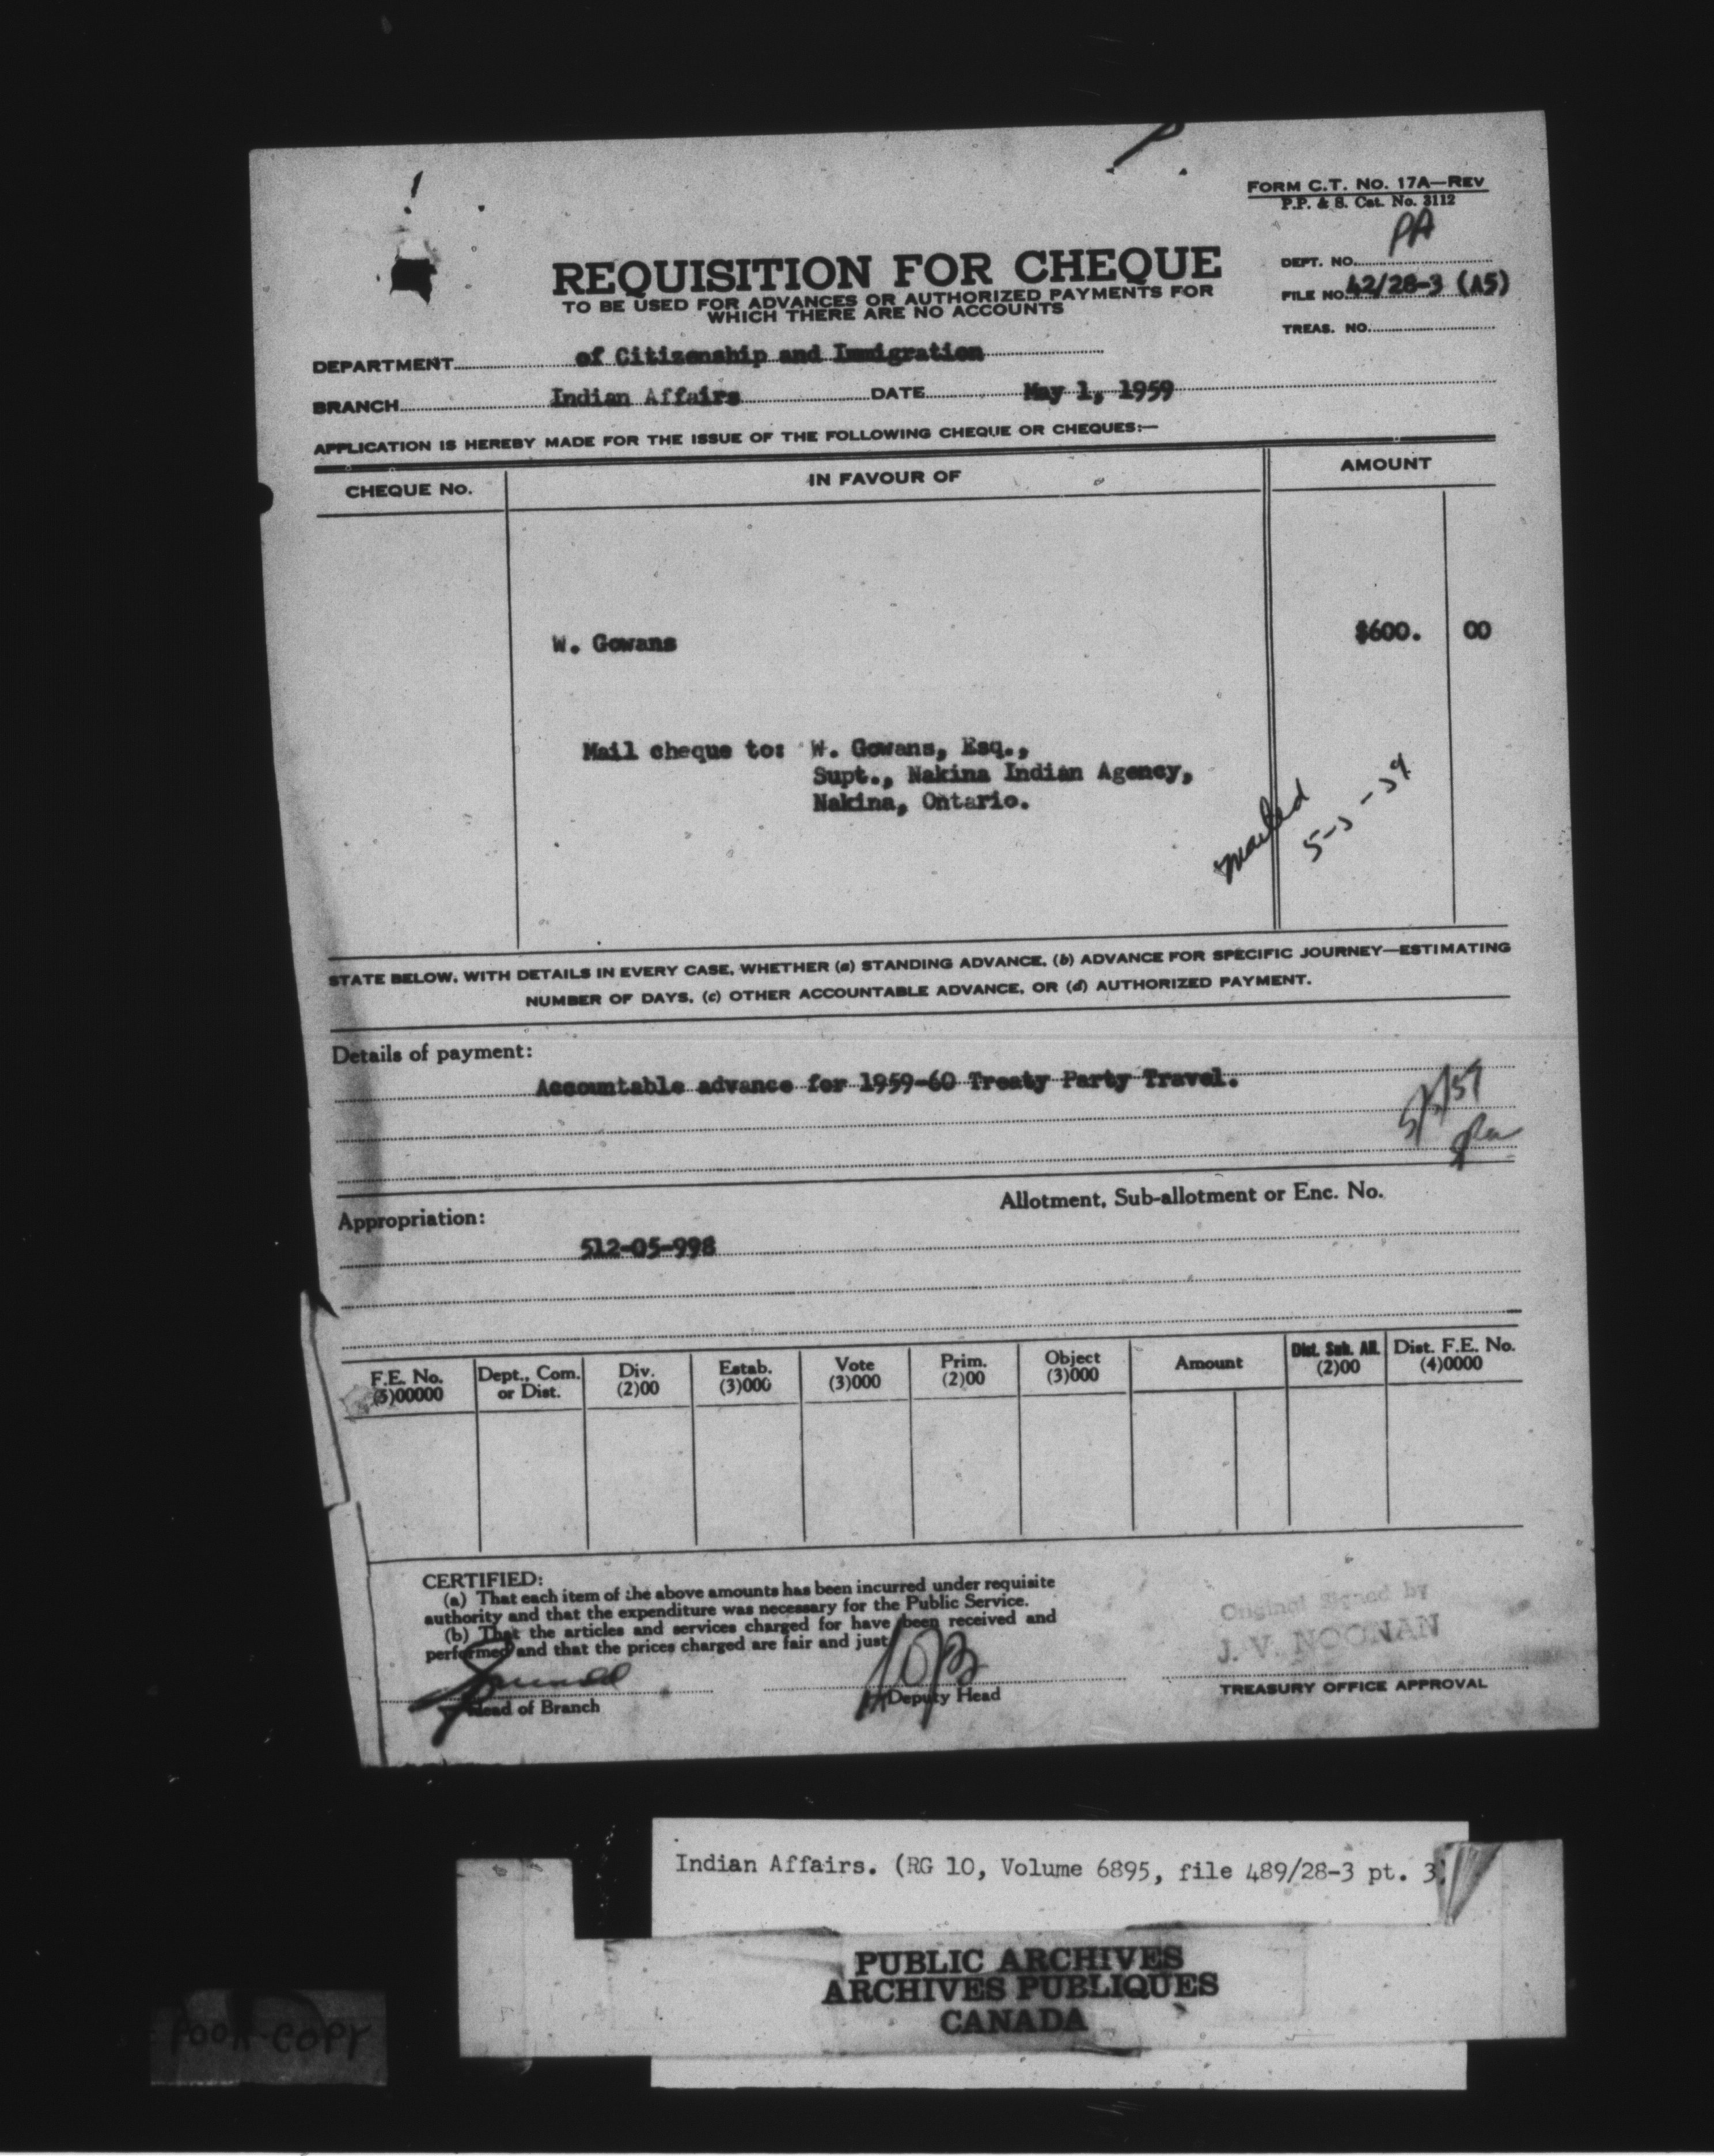 FORM C.T. NO. 17A—REV
P.P. & S. Cat. No. 3112
PA
DEPT. NO.
FILE NO. 42/28-3 (A5)
TREAS. NO.
REQUISITION FOR CHEQUE
TO BE USED FOR ADVANCES OR AUTHORIZED PAYMENTS FOR
WHICH THERE ARE NO ACCOUNTS
DEPARTMENT of Citizenship and Immigration
BRANCH Indian Affairs DATE May 1, 1959
APPLICATION IS HEREBY MADE FOR THE ISSUE OF THE FOLLOWING CHEQUE OR CHEQUES:—
CHEQUE No. IN FAVOUR OF AMOUNT
W. Gowans $600. 00
Mail cheque to: W. Gowans, Esq.,
Supt., Nakina Indian Agency,
Nakina, Ontario.
mailed
STATE BELOW, WITH DETAILS IN EVERY CASE, WHETHER (a) STANDING ADVANCE, (b) ADVANCE FOR SPECIFIC JOURNEY—ESTIMATING
NUMBER OF DAYS, (c) OTHER ACCOUNTABLE ADVANCE, OR (d) AUTHORIZED PAYMENT.
Details of payment:
Accountable advance for 1959-60 Treaty Party Travel.
Allotment, Sub-allotment or Enc. No.
Appropriation:
512-05-998
F.E. No. Dept., Com. Div. Estab. Vote Prim. Object Amount Dist. Sub. All. Dist. F.E. No.
(5)00000 or Dist. (2)00 (3)000 (3)000 (2)00 (3)000 (2)00 (4)0000
CERTIFIED:
(a) That each item of the above amounts has been incurred under requisite
authority and that the expenditure was necessary for the Public Service.
(b) That the articles and services charged for have been received and
performed and that the prices charged are fair and just
Original Signed by
J. V. NOONAN
Head of Branch Deputy Head TREASURY OFFICE APPROVAL
Indian Affairs. (RG 10, Volume 6895, file 489/28-3 pt. 3)
PUBLIC ARCHIVES
ARCHIVES PUBLIQUES
CANADA
POOR COPY